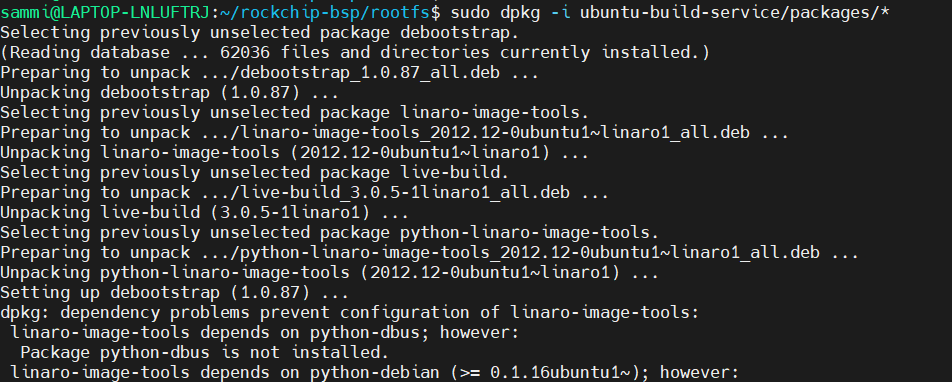 sammi@LAPTOP-LNLUFTRJ:~/rockchip-bsp/rootfs$ sudo dpkg -i ubuntu-build-service/packages/*
Selecting previously unselected package debootstrap.
(Reading database ... 62036 files and directories currently installed.)
Preparing to unpack .../debootstrap_1.0.87_all.deb ...
Unpacking debootstrap (1.0.87) ...
Selecting previously unselected package linaro-image-tools.
Preparing to unpack .../linaro-image-tools_2012.12-0ubuntu1~linaro1_all.deb ...
Unpacking linaro-image-tools (2012.12-0ubuntu1~linaro1) ...
Selecting previously unselected package live-build.
Preparing to unpack .../live-build_3.0.5-1linaro1_all.deb ...
Unpacking live-build (3.0.5-1linaro1) ...
Selecting previously unselected package python-linaro-image-tools.
Preparing to unpack .../python-linaro-image-tools_2012.12-0ubuntu1~linaro1_all.deb ...
Unpacking python-linaro-image-tools (2012.12-0ubuntu1~linaro1) ...
Setting up debootstrap (1.0.87) ...
dpkg: dependency problems prevent configuration of linaro-image-tools:
 linaro-image-tools depends on python-dbus; however:
  Package python-dbus is not installed.
 linaro-image-tools depends on python-debian (>= 0.1.16ubuntu1~); however: